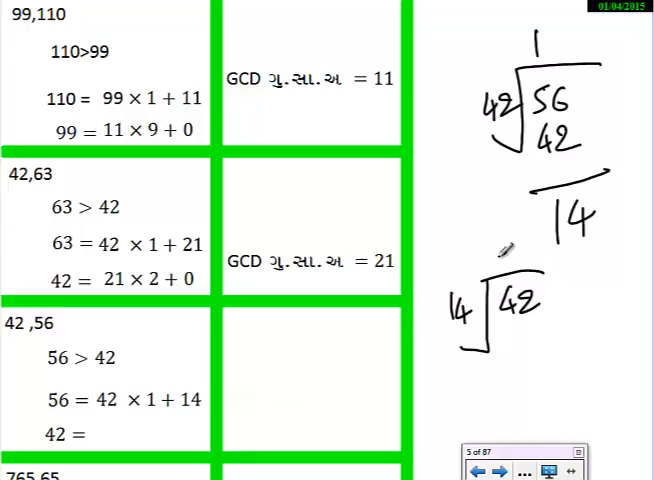 01/04/2015
99,110
110>99
110 = 99 × 1 + 11
99 = 11 × 9 + 0
GCD ગુ.સા.અ = 11
42,63
63 > 42
63 = 42 × 1 + 21
42 = 21 × 2 + 0
GCD ગુ.સા.અ = 21
42 ,56
56 > 42
56 = 42 × 1 + 14
42 =
765,65
1
42 56
42
14
14 42
5 of 87
...